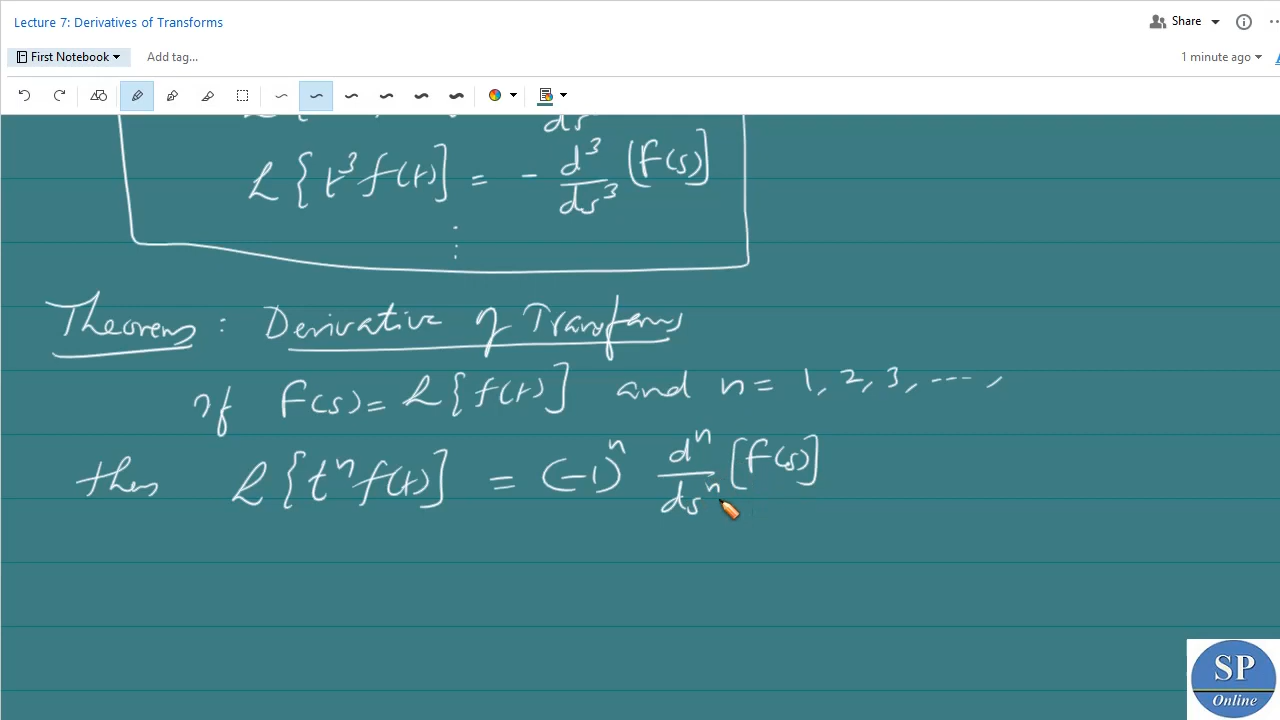 Lecture 7: Derivatives of Transforms
Share
First Notebook Add tag... 1 minute ago
ds
L{t³f(t)} = - d³/ds³ [F(s)]
⋮
Theorem : Derivative of Transforms
if F(s) = L{f(t)} and n = 1, 2, 3, ---- ,
then L{tⁿf(t)} = (-1)ⁿ dⁿ/dsⁿ [F(s)]
SP
Online